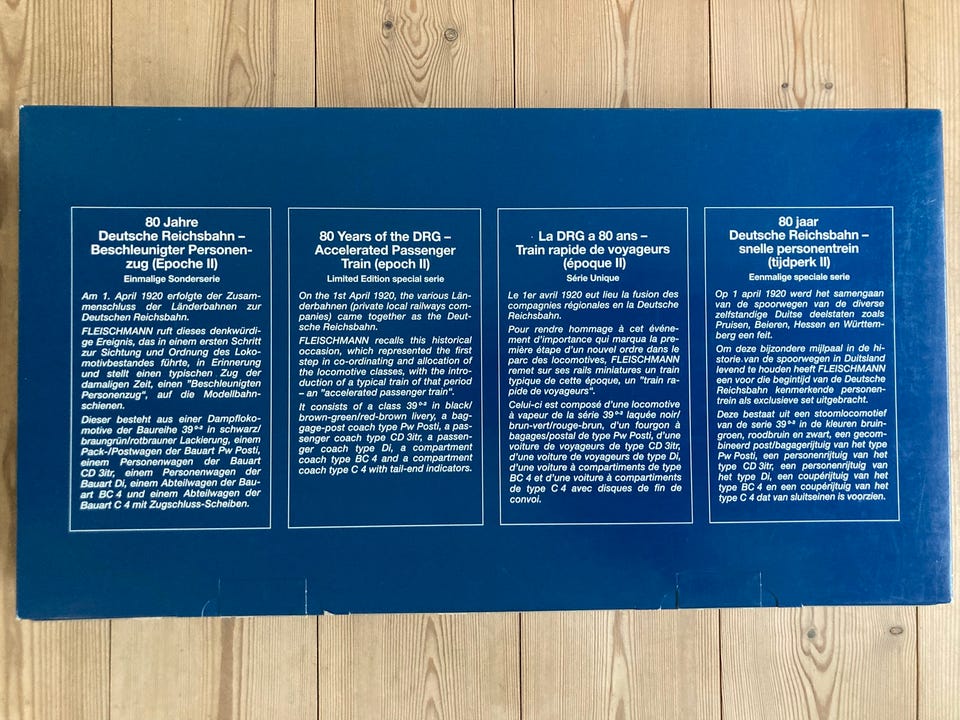 80 Jahre
Deutsche Reichsbahn –
Beschleunigter Personen-
zug (Epoche II)
Einmalige Sonderserie
Am 1. April 1920 erfolgte der Zusam-
menschluss der Länderbahnen zur
Deutschen Reichsbahn.
FLEISCHMANN ruft dieses denkwürdi-
ge Ereignis, das in einem ersten Schritt
zur Sichtung und Ordnung des Loko-
motivbestandes führte, in Erinnerung
und stellt einen typischen Zug der
damaligen Zeit, einen "Beschleunigten
Personenzug", auf die Modellbahn-
schienen.
Dieser besteht aus einer Dampfloko-
motive der Baureihe 39⁰⁻² in schwarz/
braungrün/rotbrauner Lackierung, einem
Pack-/Postwagen der Bauart Pw Posti,
einem Personenwagen der Bauart
CD 3itr, einem Personenwagen der
Bauart Di, einem Abteilwagen der Bau-
art BC 4 und einem Abteilwagen der
Bauart C 4 mit Zugschluss-Scheiben.
80 Years of the DRG –
Accelerated Passenger
Train (epoch II)
Limited Edition special serie
On the 1st April 1920, the various Län-
derbahnen (private local railways com-
panies) came together as the Deut-
sche Reichsbahn.
FLEISCHMANN recalls this historical
occasion, which represented the first
step in co-ordinating and allocation of
the locomotive classes, with the intro-
duction of a typical train of that period
– an "accelerated passenger train".
It consists of a class 39⁰⁻² in black/
brown-green/red-brown livery, a bag-
gage-post coach type Pw Posti, a pas-
senger coach type CD 3itr, a passen-
ger coach type Di, a compartment
coach type BC 4 and a compartment
coach type C 4 with tail-end indicators.
La DRG a 80 ans –
Train rapide de voyageurs
(époque II)
Série Unique
Le 1er avril 1920 eut lieu la fusion des
compagnies régionales en la Deutsche
Reichsbahn.
Pour rendre hommage à cet événe-
ment d'importance qui marqua la pre-
mière étape d'un nouvel ordre dans le
parc des locomotives, FLEISCHMANN
remet sur ses rails miniatures un train
typique de cette époque, un "train ra-
pide de voyageurs".
Celui-ci est composé d'une locomotive
à vapeur de la série 39⁰⁻² laquée noir/
brun-vert/rouge-brun, d'un fourgon à
bagages/postal de type Pw Posti, d'une
voiture de voyageurs de type CD 3itr,
d'une voiture de voyageurs de type Di,
d'une voiture à compartiments de type
BC 4 et d'une voiture à compartiments
de type C 4 avec disques de fin de
convoi.
80 jaar
Deutsche Reichsbahn –
snelle personentrein
(tijdperk II)
Eenmalige speciale serie
Op 1 april 1920 werd het samengaan
van de spoorwegen van de diverse
zelfstandige Duitse deelstaten zoals
Pruisen, Beieren, Hessen en Württem-
berg een feit.
Om deze bijzondere mijlpaal in de hi-
storie van de spoorwegen in Duitsland
levend te houden heeft FLEISCHMANN
een voor die begintijd van de Deutsche
Reichsbahn kenmerkende personen-
trein als exclusieve set uitgebracht.
Deze bestaat uit een stoomlocomotief
van de serie 39⁰⁻² in de kleuren bruin-
groen, roodbruin en zwart, een gecom-
bineerd post/bagagerijtuig van het type
Pw Posti, een personenrijtuig van het
type CD 3itr, een personenrijtuig van
het type Di, een coupérijtuig van het
type BC 4 en een coupérijtuig van het
type C 4 dat van sluitseinen is voorzien.